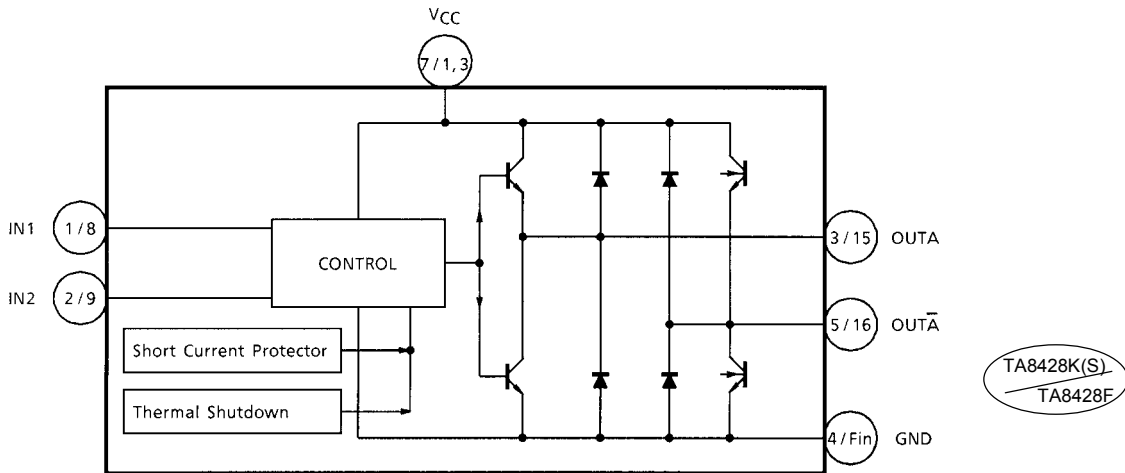 VCC
7 / 1, 3
IN1
1 / 8
CONTROL
3 / 15
OUTA
IN2
2 / 9
5 / 16
OUTA̅
Short Current Protector
TA8428K(S)
Thermal Shutdown
TA8428F
4 / Fin
GND